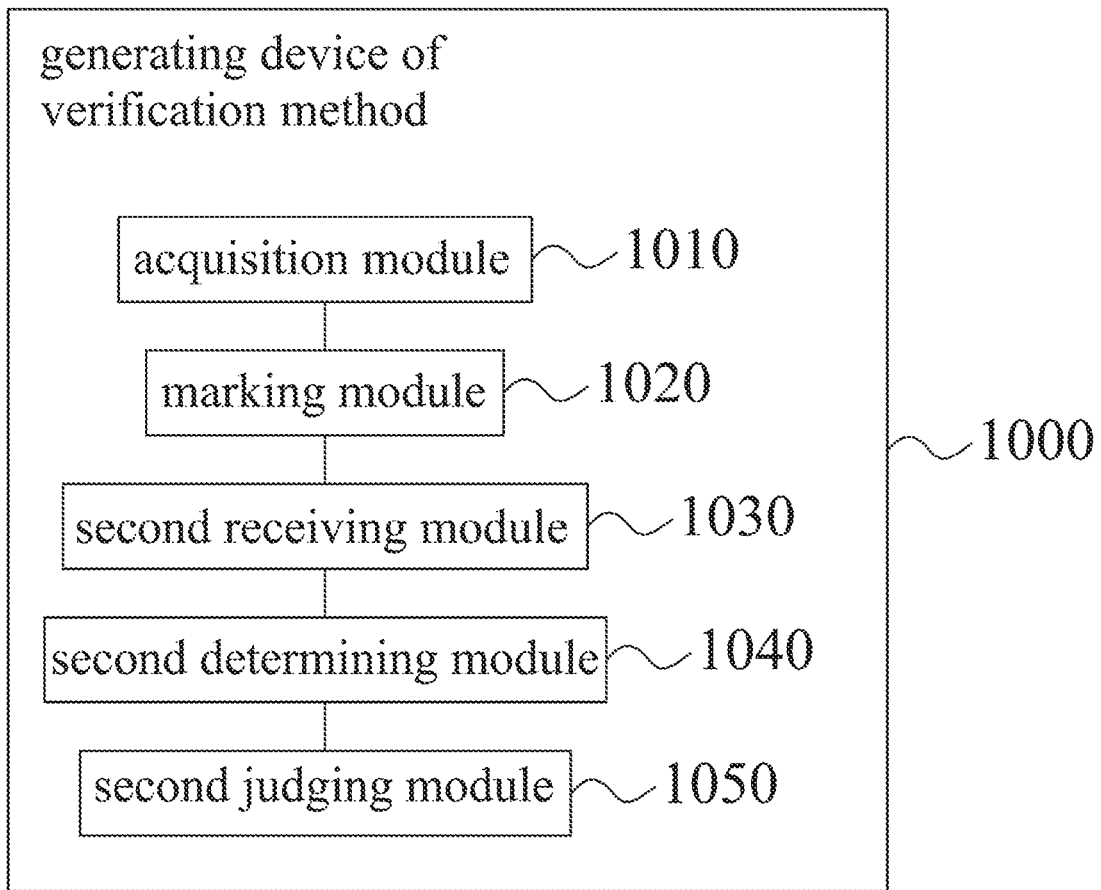 generating device of
verification method
acquisition module
1010
marking module
1020
1000
second receiving module
1030
second determining module
1040
second judging module
1050